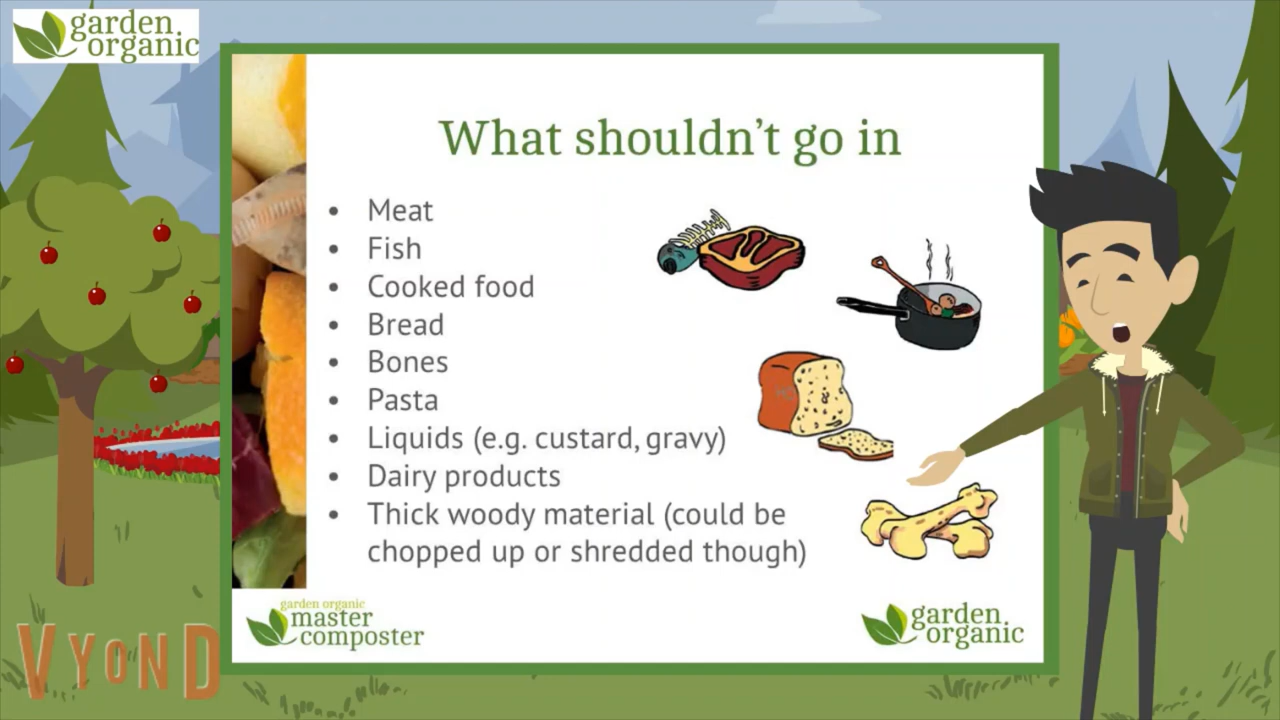 garden
organic
What shouldn't go in
• Meat
• Fish
• Cooked food
• Bread
• Bones
• Pasta
• Liquids (e.g. custard, gravy)
• Dairy products
• Thick woody material (could be
chopped up or shredded though)
garden organic
master
composter
garden
organic
VYOND